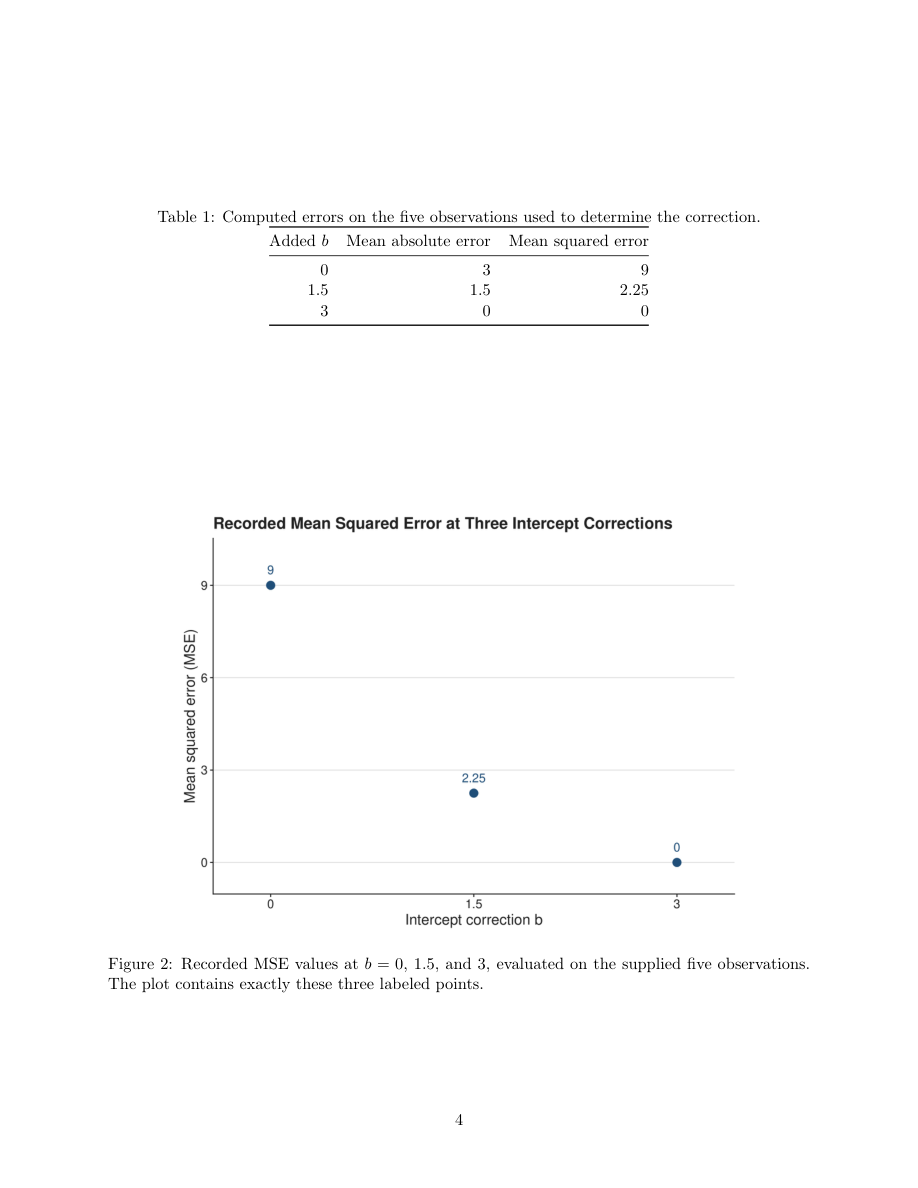 Table 1: Computed errors on the five observations used to determine the correction.
Added b Mean absolute error Mean squared error
0 3 9
1.5 1.5 2.25
3 0 0
Recorded Mean Squared Error at Three Intercept Corrections
9
9
6
3
2.25
0
0
Mean squared error (MSE)
0 1.5 3
Intercept correction b
Figure 2: Recorded MSE values at b = 0, 1.5, and 3, evaluated on the supplied five observations.
The plot contains exactly these three labeled points.
4